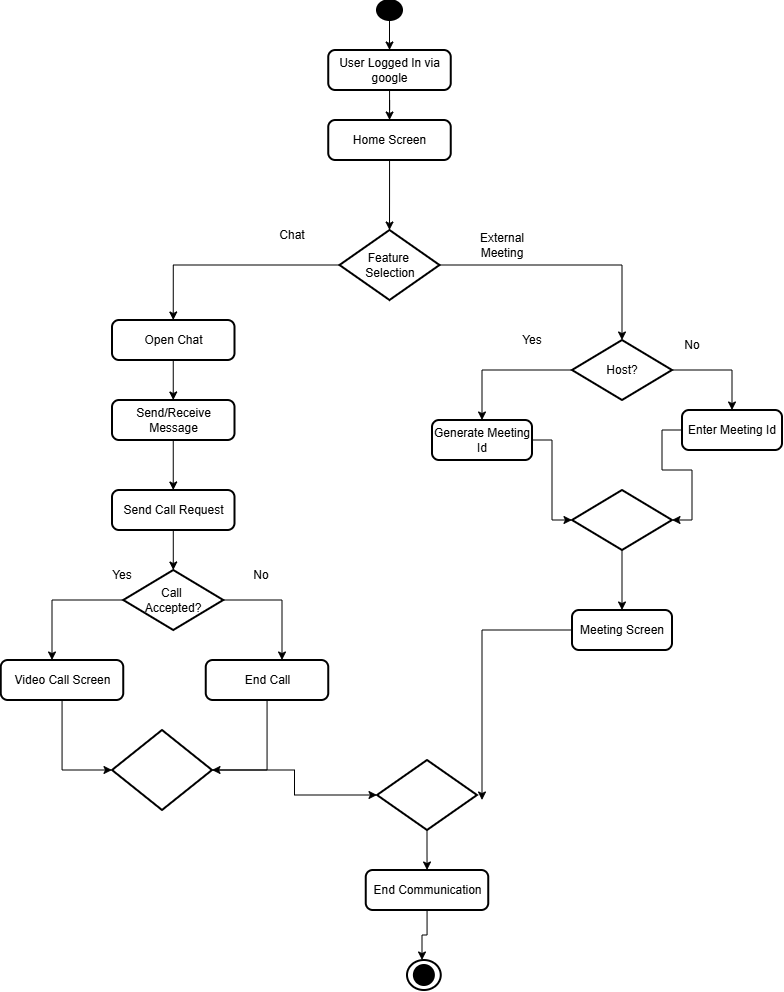 User Logged In via
google
Home Screen
Chat
External
Meeting
Feature
Selection
Open Chat
Yes
No
Host?
Send/Receive
Message
Generate Meeting
Id
Enter Meeting Id
Send Call Request
Yes
No
Call
Accepted?
Meeting Screen
Video Call Screen
End Call
End Communication